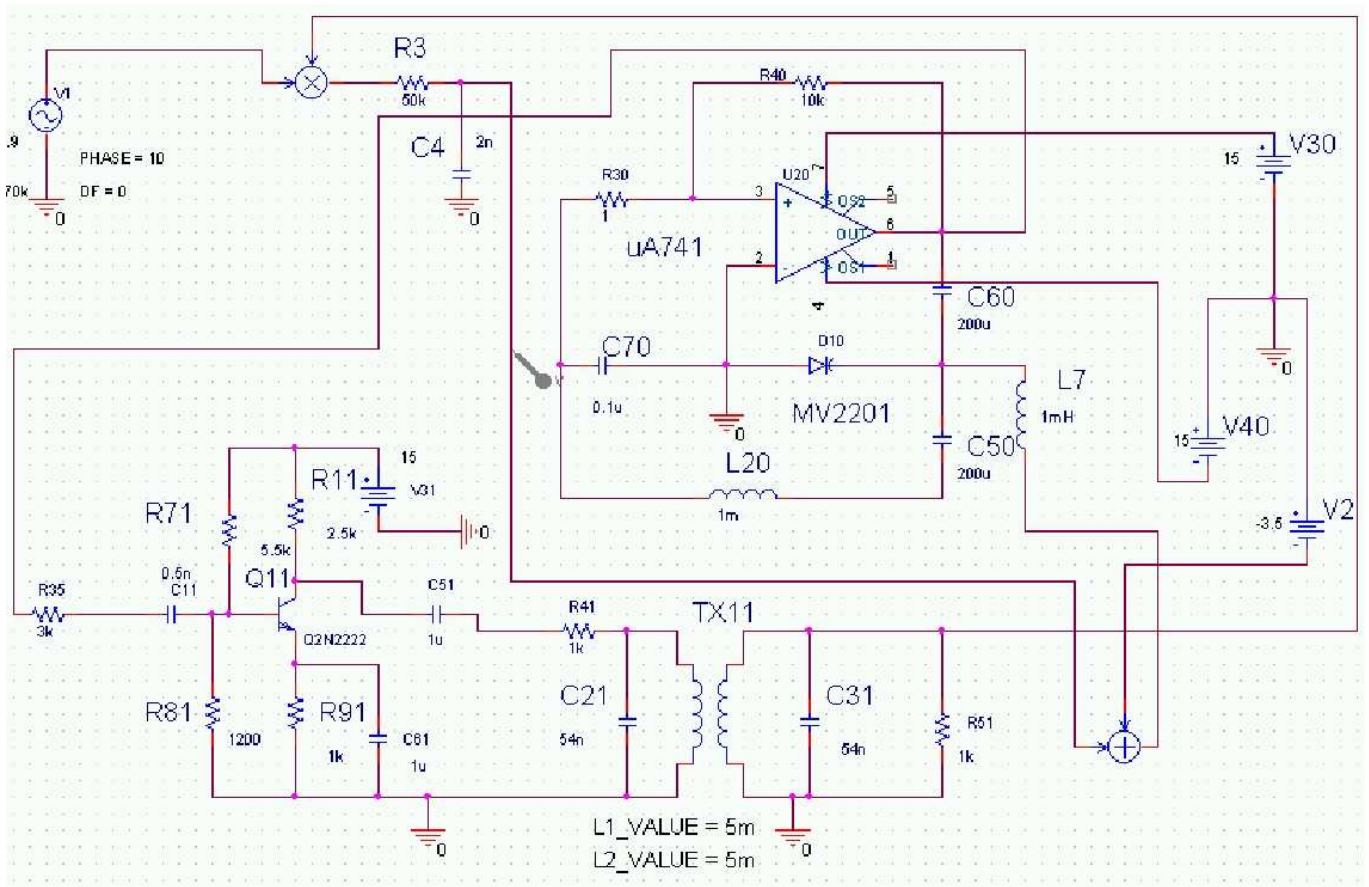 R3
50k
V1
.9
PHASE = 10
70k
DF = 0
0
C4
2n
0
R40
10k
R30
1
U20
uA741
3
+
2
-
7
OS2
5
OUT
6
OS1
1
4
V30
15
0
C60
200u
D10
MV2201
C70
0.1u
0
L7
1mH
C50
200u
L20
1m
15
V40
-3.5
V2
R71
R11
5.5k
2.5k
15
V31
0
R35
3k
0.5n
C11
Q11
Q2N2222
C51
1u
R41
1k
TX11
R81
1200
R91
1k
C61
1u
C21
54n
C31
54n
R51
1k
0
0
L1_VALUE = 5m
L2_VALUE = 5m